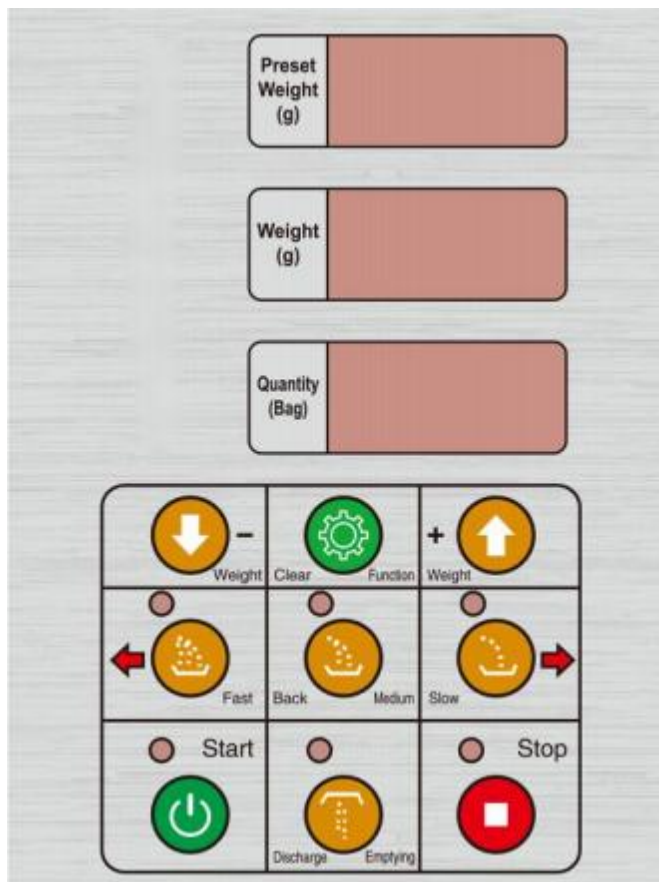 Preset
Weight
(g)
Weight
(g)
Quantity
(Bag)
- +
Weight Clear Function Weight
Fast Back Medium Slow
Start Stop
Discharge Emptying